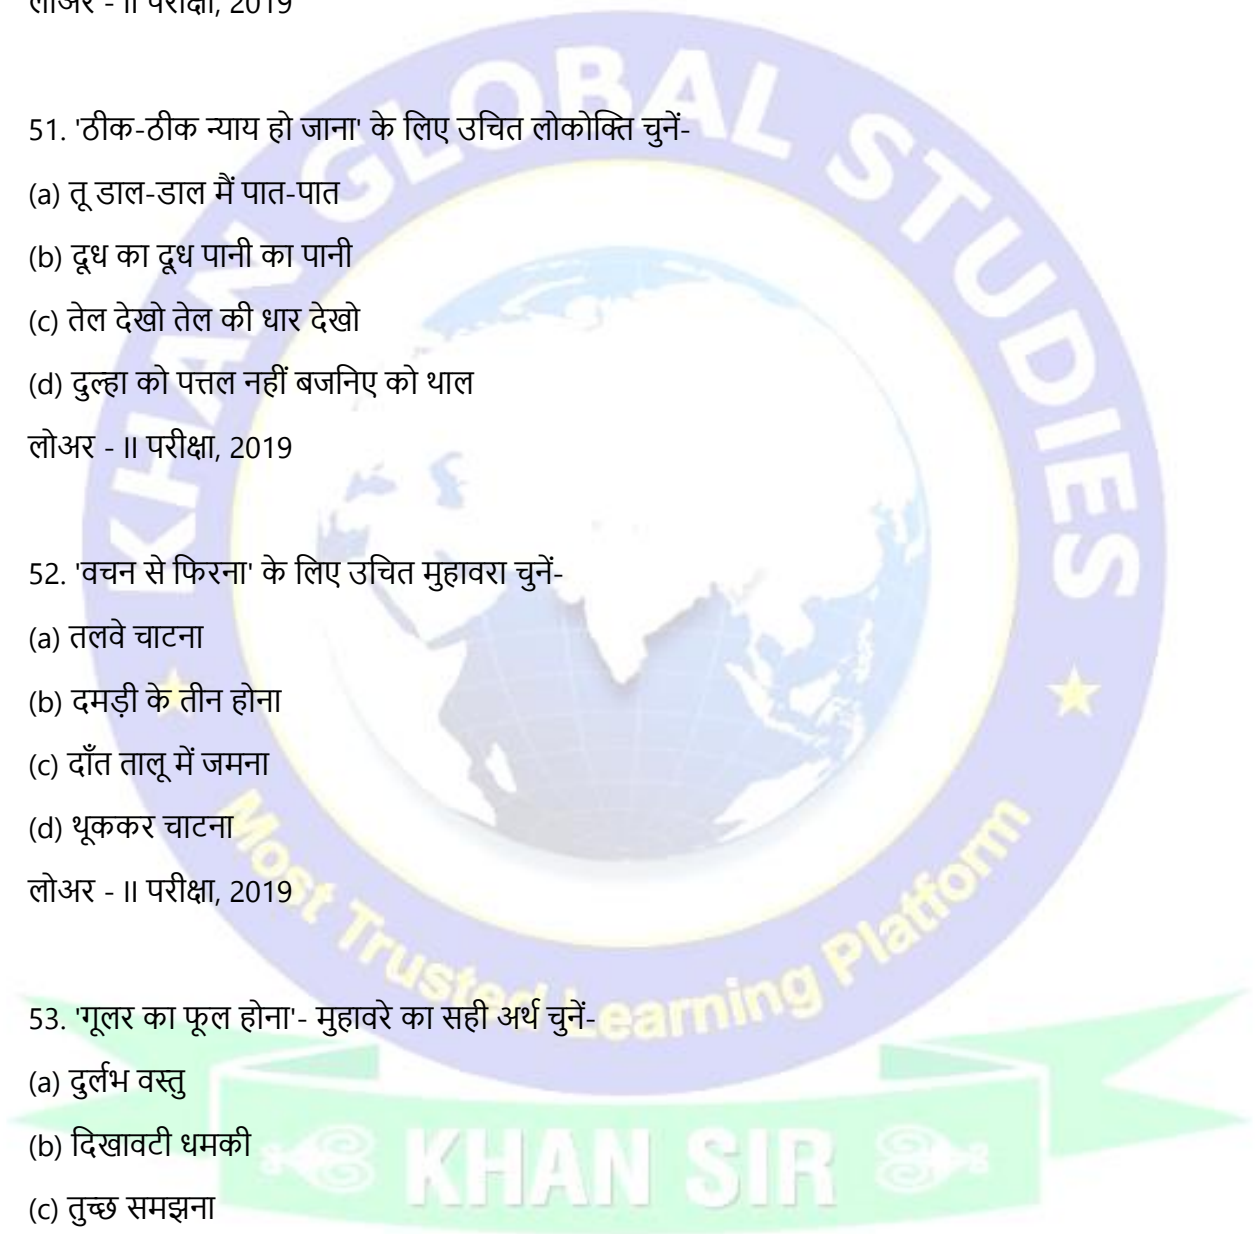 लोअर - II परीक्षा, 2019
51. 'ठीक-ठीक न्याय हो जाना' के लिए उचित लोकोक्ति चुनें-
(a) तू डाल-डाल मैं पात-पात
(b) दूध का दूध पानी का पानी
(c) तेल देखो तेल की धार देखो
(d) दुल्हा को पत्तल नहीं बजनिए को थाल
लोअर - II परीक्षा, 2019
52. 'वचन से फिरना' के लिए उचित मुहावरा चुनें-
(a) तलवे चाटना
(b) दमड़ी के तीन होना
(c) दाँत तालू में जमना
(d) थूककर चाटना
लोअर - II परीक्षा, 2019
53. 'गूलर का फूल होना'- मुहावरे का सही अर्थ चुनें-
(a) दुर्लभ वस्तु
(b) दिखावटी धमकी
(c) तुच्छ समझना
KHAN GLOBAL STUDIES
Most Trusted Learning Platform
KHAN SIR